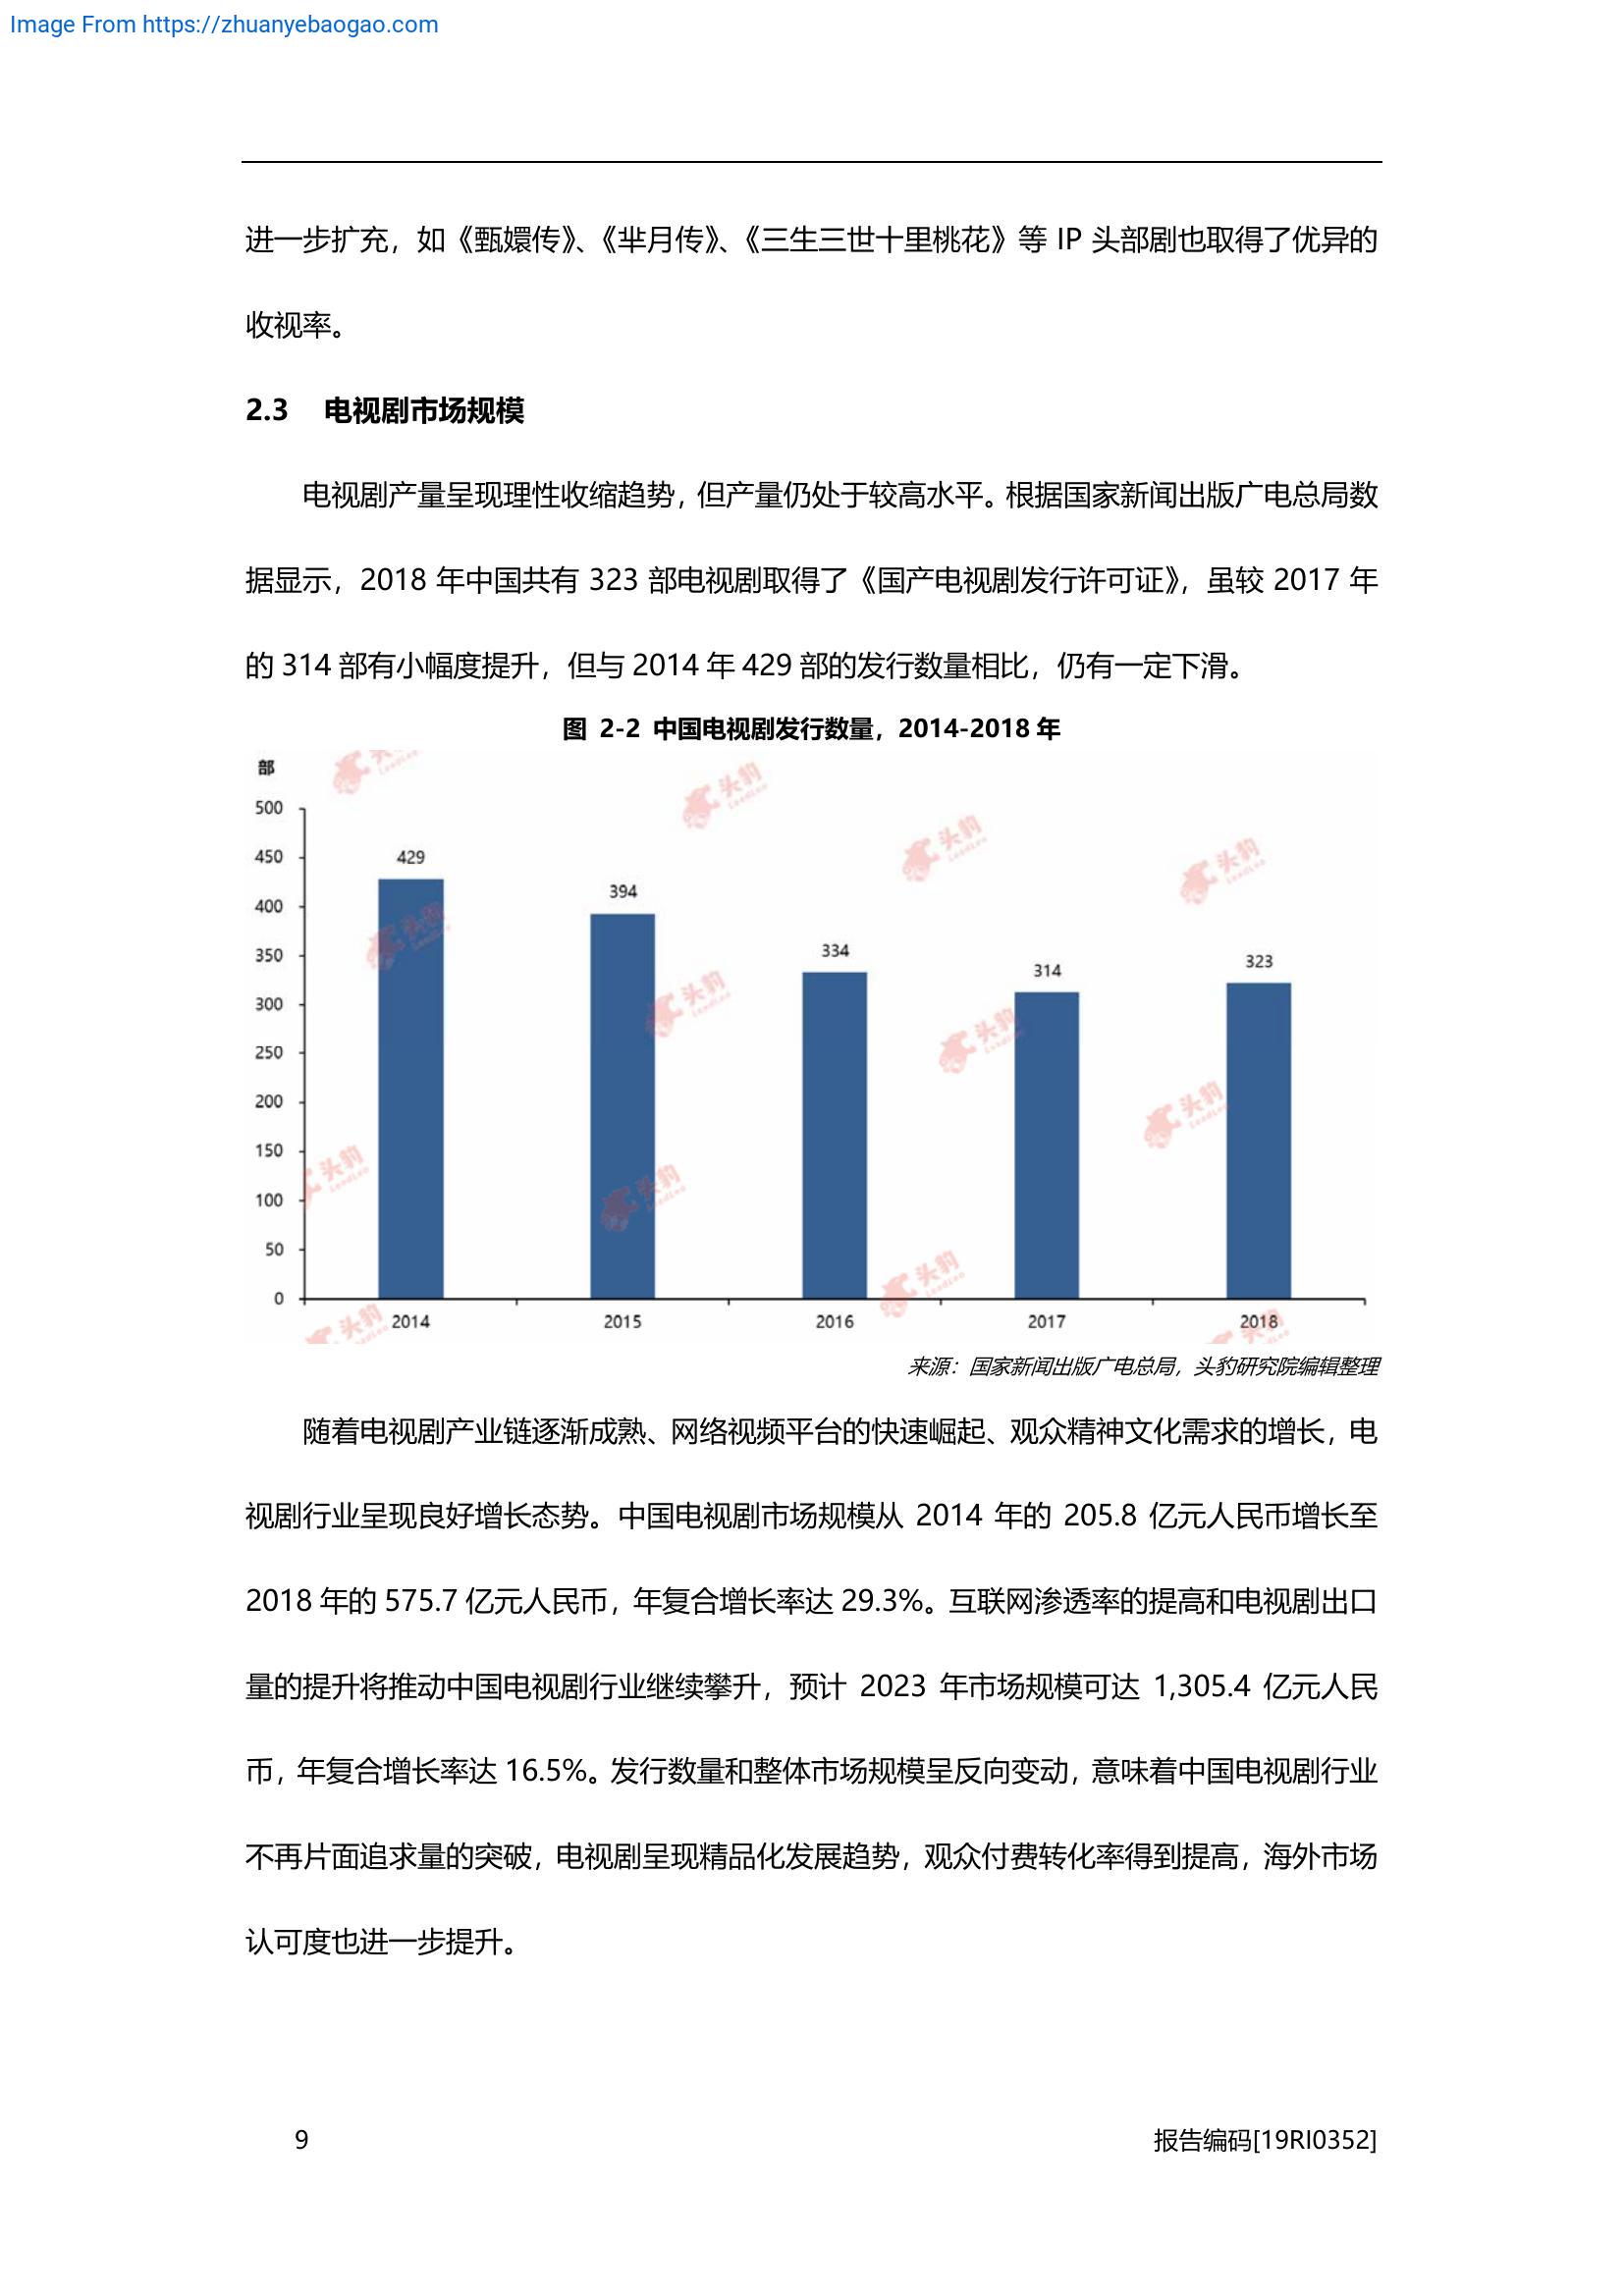 Image From https://zhuanyebaogao.com
进一步扩充，如《甄嬛传》、《芈月传》、《三生三世十里桃花》等 IP 头部剧也取得了优异的
收视率。
2.3 电视剧市场规模
电视剧产量呈现理性收缩趋势，但产量仍处于较高水平。根据国家新闻出版广电总局数
据显示，2018 年中国共有 323 部电视剧取得了《国产电视剧发行许可证》，虽较 2017 年
的 314 部有小幅度提升，但与 2014 年 429 部的发行数量相比，仍有一定下滑。
图 2-2 中国电视剧发行数量，2014-2018 年
部
500
450
400
350
300
250
200
150
100
50
0
429
394
334
314
323
2014
2015
2016
2017
2018
头豹
LeadLeo
来源：国家新闻出版广电总局，头豹研究院编辑整理
随着电视剧产业链逐渐成熟、网络视频平台的快速崛起、观众精神文化需求的增长，电
视剧行业呈现良好增长态势。中国电视剧市场规模从 2014 年的 205.8 亿元人民币增长至
2018 年的 575.7 亿元人民币，年复合增长率达 29.3%。互联网渗透率的提高和电视剧出口
量的提升将推动中国电视剧行业继续攀升，预计 2023 年市场规模可达 1,305.4 亿元人民
币，年复合增长率达 16.5%。发行数量和整体市场规模呈反向变动，意味着中国电视剧行业
不再片面追求量的突破，电视剧呈现精品化发展趋势，观众付费转化率得到提高，海外市场
认可度也进一步提升。
9
报告编码[19RI0352]